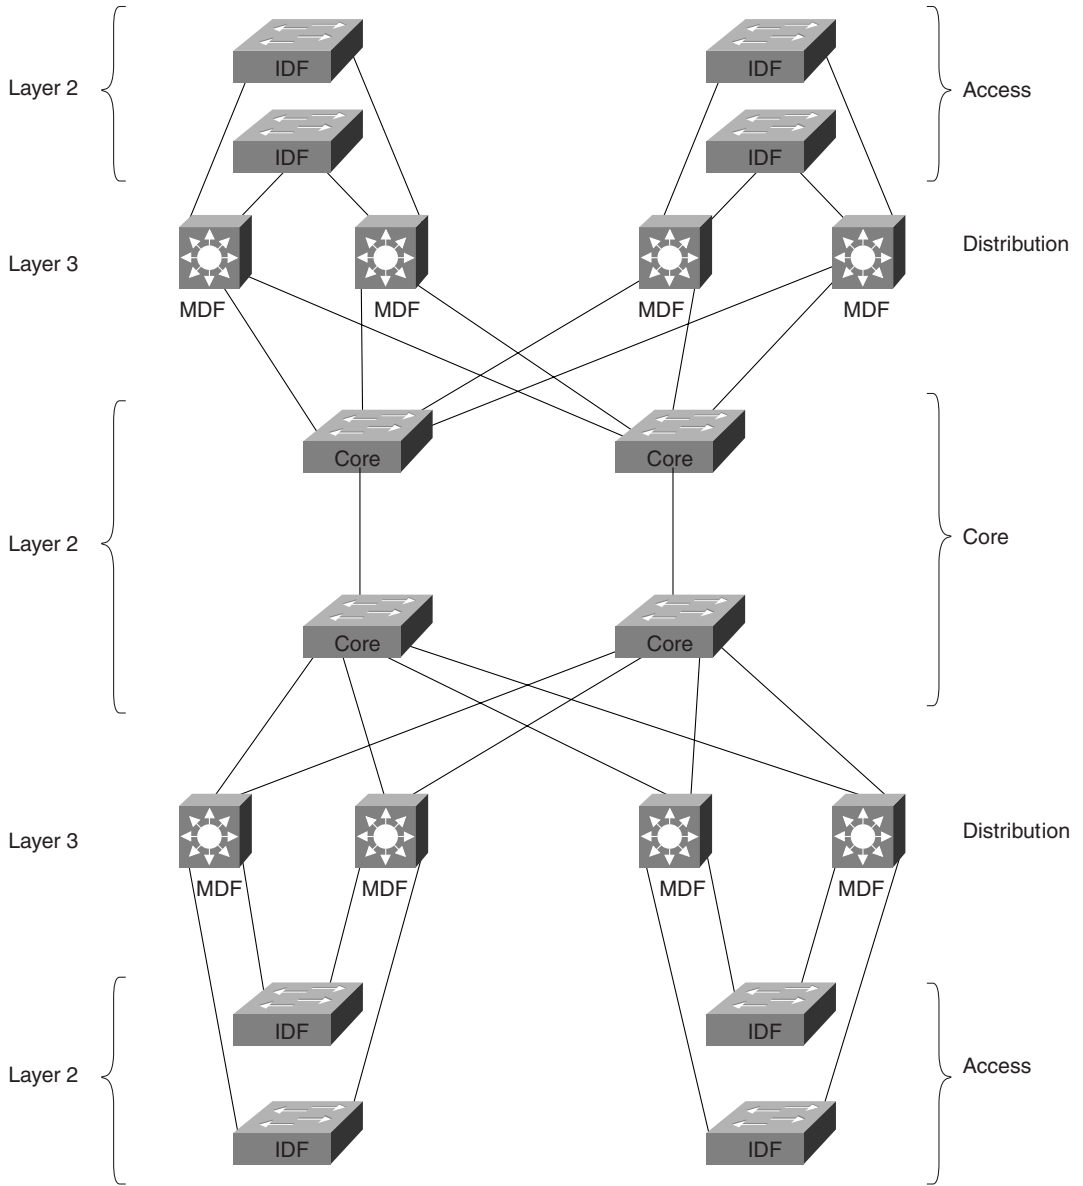 IDF
IDF
Layer 2
Access
IDF
IDF
Distribution
Layer 3
MDF
MDF
MDF
MDF
Core
Core
Layer 2
Core
Core
Core
Layer 3
Distribution
MDF
MDF
MDF
MDF
IDF
IDF
Layer 2
Access
IDF
IDF